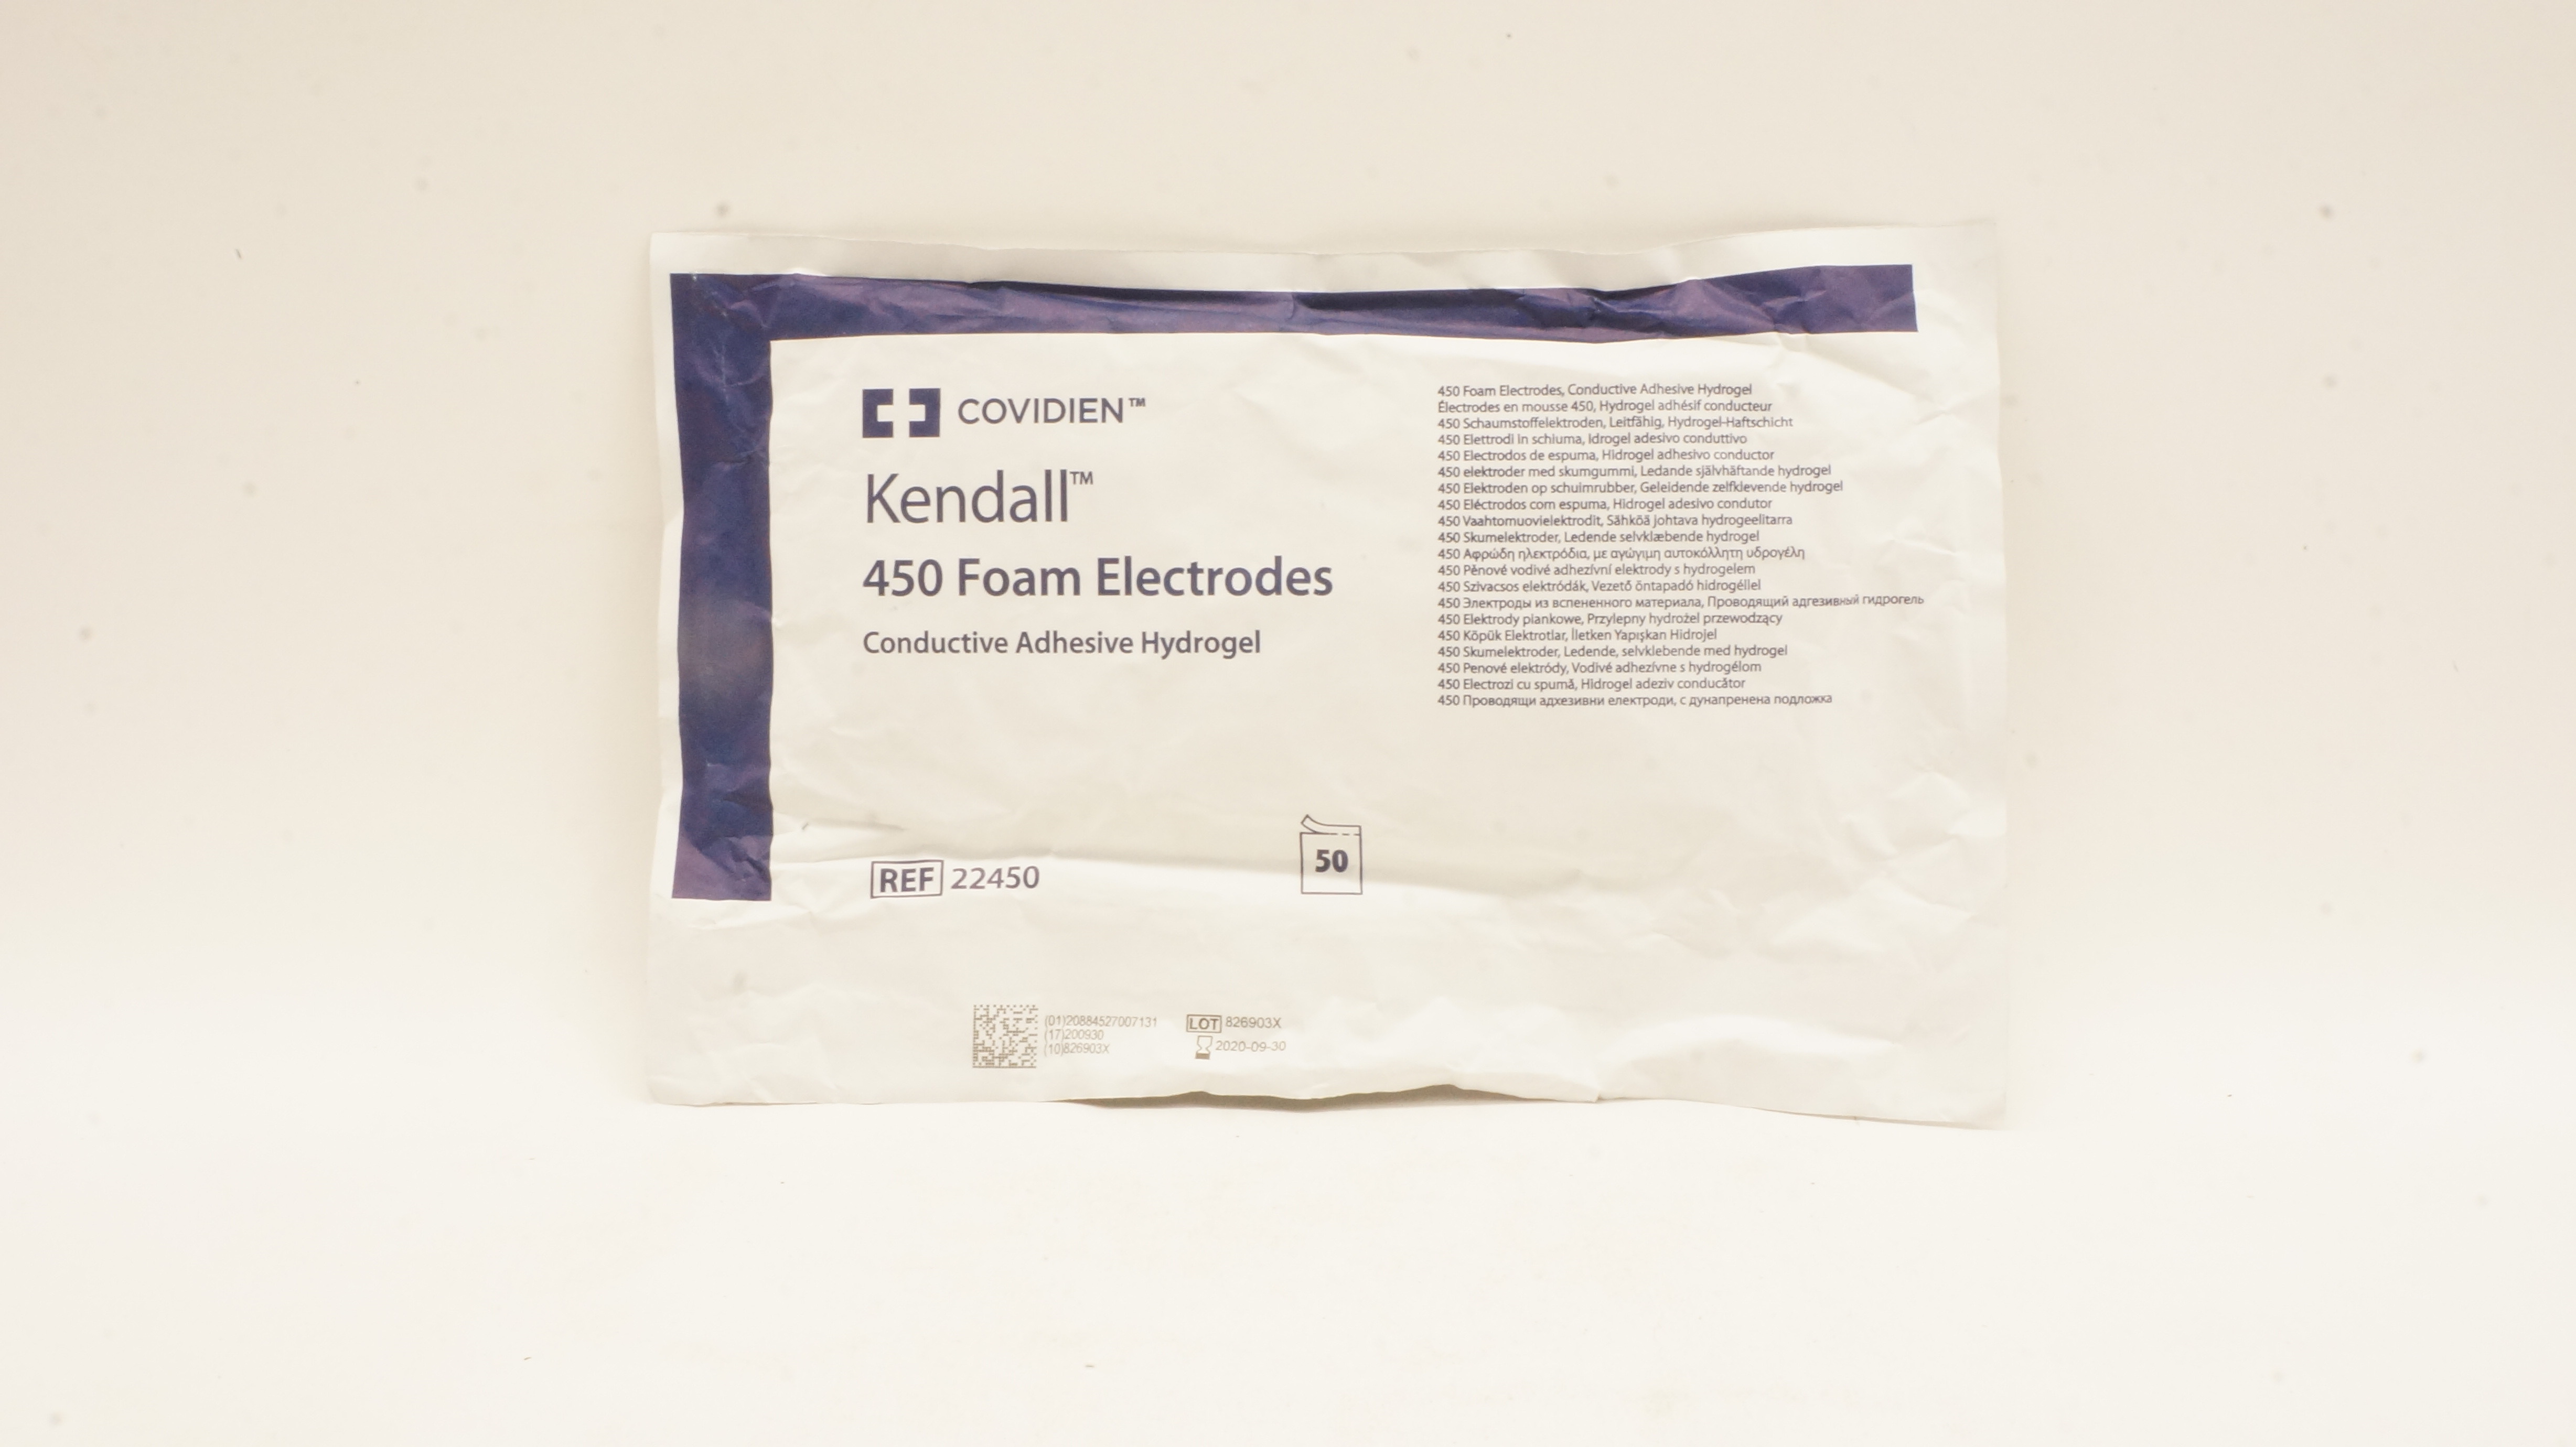 COVIDIEN™
Kendall™
450 Foam Electrodes
Conductive Adhesive Hydrogel
450 Foam Electrodes, Conductive Adhesive Hydrogel
Électrodes en mousse 450, Hydrogel adhésif conducteur
450 Schaumstoffelektroden, Leitfähig, Hydrogel-Haftschicht
450 Elettrodi in schiuma, Idrogel adesivo conduttivo
450 Electrodos de espuma, Hidrogel adhesivo conductor
450 elektroder med skumgummi, Ledande självhäftande hydrogel
450 Elektroden op schuimrubber, Geleidende zelfklevende hydrogel
450 Eléctrodos com espuma, Hidrogel adesivo condutor
450 Vaahtomuovielektrodit, Sähköä johtava hydrogeelitarra
450 Skumelektroder, Ledende selvklæbende hydrogel
450 Αφρώδη ηλεκτρόδια, με αγώγιμη αυτοκόλλητη υδρογέλη
450 Pěnové vodivé adhezívní elektrody s hydrogelem
450 Szivacsos elektródák, Vezető öntapadó hidrogéllel
450 Электроды из вспененного материала, Проводящий адгезивный гидрогель
450 Elektrody piankowe, Przylepny hydrożel przewodzący
450 Köpük Elektrotlar, İletken Yapışkan Hidrojel
450 Skumelektroder, Ledende, selvklebende med hydrogel
450 Penové elektródy, Vodivé adhezívne s hydrogélom
450 Electrozi cu spumă, Hidrogel adeziv conducător
450 Проводящи адхезивни електроди, с дунапренена подложка
REF 22450
50
(01)20884527007131
(17)200930
(10)826903X
LOT 826903X
2020-09-30